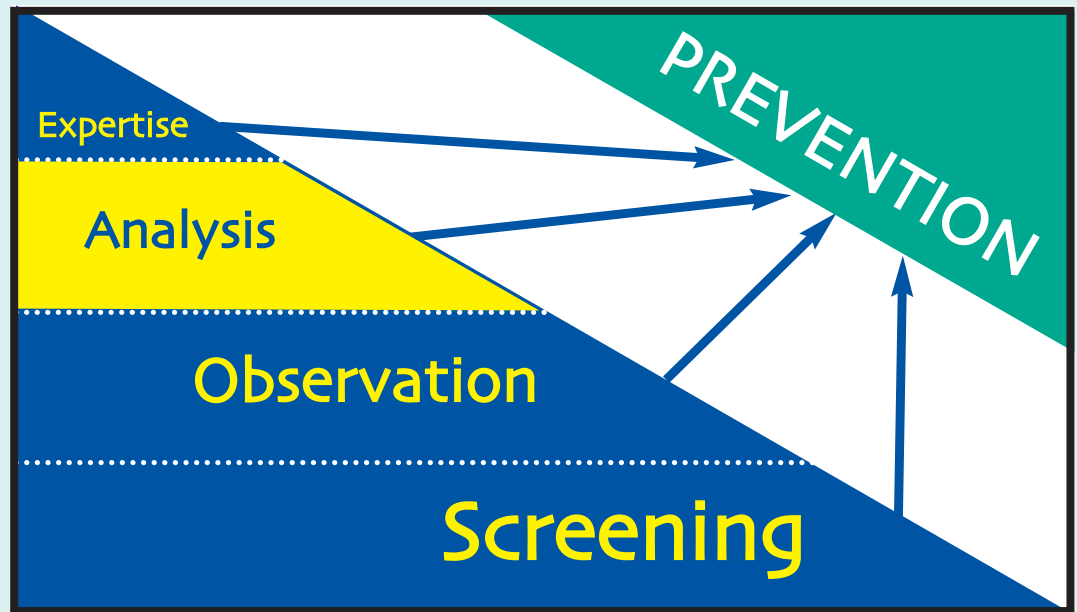 PREVENTION
Expertise
Analysis
Observation
Screening